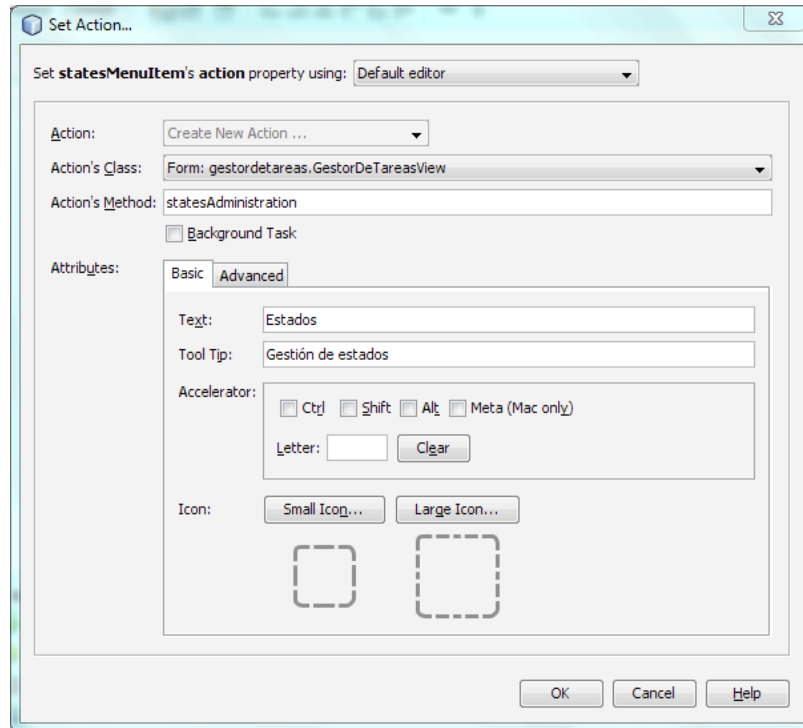 Set Action...
Set statesMenuItem's action property using: Default editor
Action: Create New Action ...
Action's Class: Form: gestordetareas.GestorDeTareasView
Action's Method: statesAdministration
Background Task
Attributes: Basic Advanced
Text: Estados
Tool Tip: Gestión de estados
Accelerator: Ctrl Shift Alt Meta (Mac only)
Letter: Clear
Icon: Small Icon... Large Icon...
OK Cancel Help